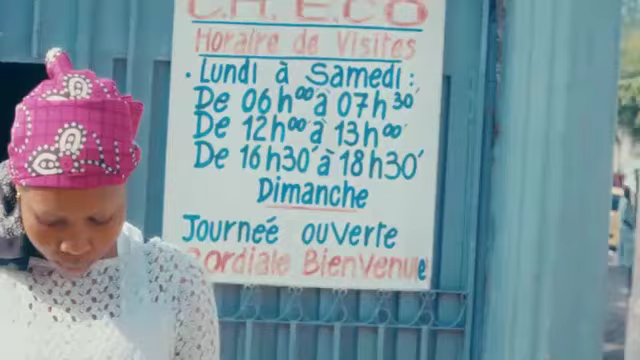 C.H. E.CO
Horaire de Visites
• Lundi à Samedi :
De 06h00 à 07h30
De 12h00 à 13h00
De 16h30' à 18h30'
Dimanche
Journée ouverte
Cordiale Bienvenue